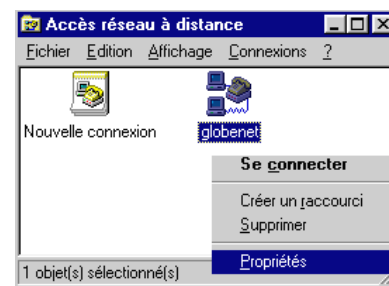 Accès réseau à distance
Fichier Edition Affichage Connexions ?
Nouvelle connexion globenet
Se connecter
Créer un raccourci
Supprimer
Propriétés
1 objet(s) sélectionné(s)